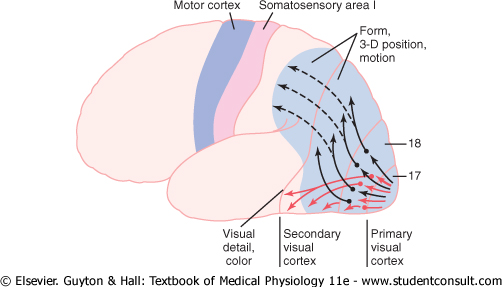 Motor cortex
Somatosensory area I
Form,
3-D position,
motion
18
17
Visual
detail,
color
Secondary
visual
cortex
Primary
visual
cortex
© Elsevier. Guyton & Hall: Textbook of Medical Physiology 11e - www.studentconsult.com